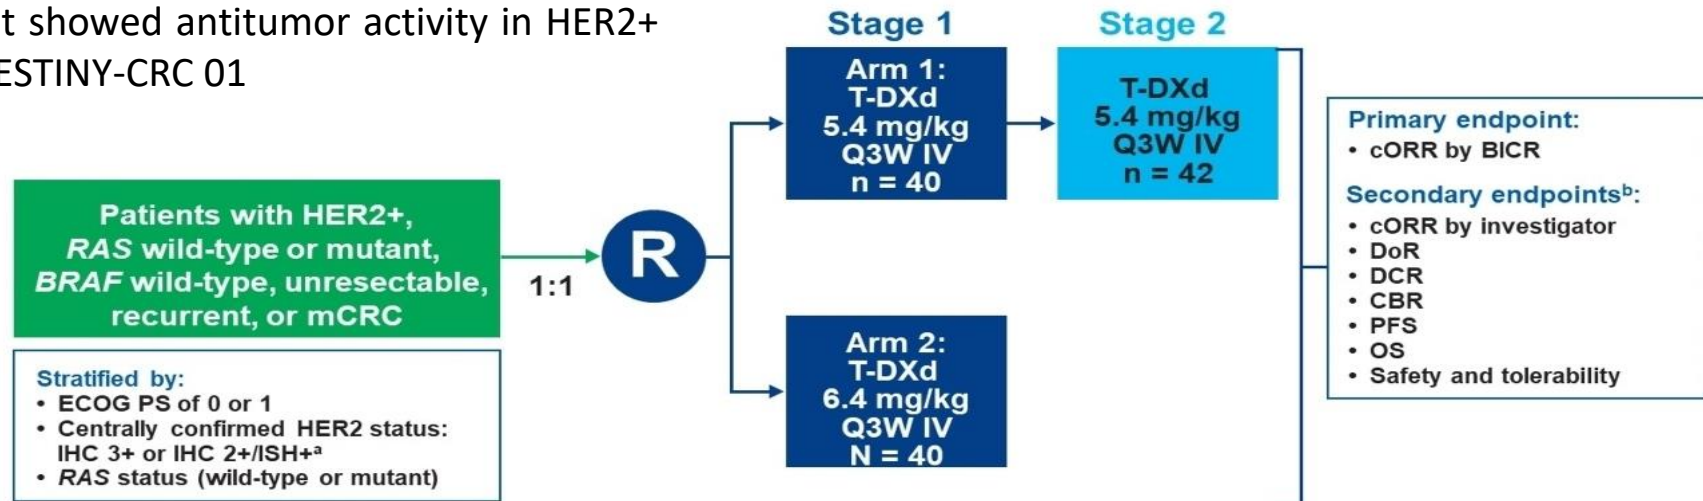 t showed antitumor activity in HER2+
ESTINY-CRC 01
Stage 1
Stage 2
Arm 1:
T-DXd
5.4 mg/kg
Q3W IV
n = 40
T-DXd
5.4 mg/kg
Q3W IV
n = 42
Patients with HER2+,
RAS wild-type or mutant,
BRAF wild-type, unresectable,
recurrent, or mCRC
1:1
R
Arm 2:
T-DXd
6.4 mg/kg
Q3W IV
N = 40
Stratified by:
• ECOG PS of 0 or 1
• Centrally confirmed HER2 status:
IHC 3+ or IHC 2+/ISH+ᵃ
• RAS status (wild-type or mutant)
Primary endpoint:
• cORR by BICR
Secondary endpointsᵇ:
• cORR by investigator
• DoR
• DCR
• CBR
• PFS
• OS
• Safety and tolerability